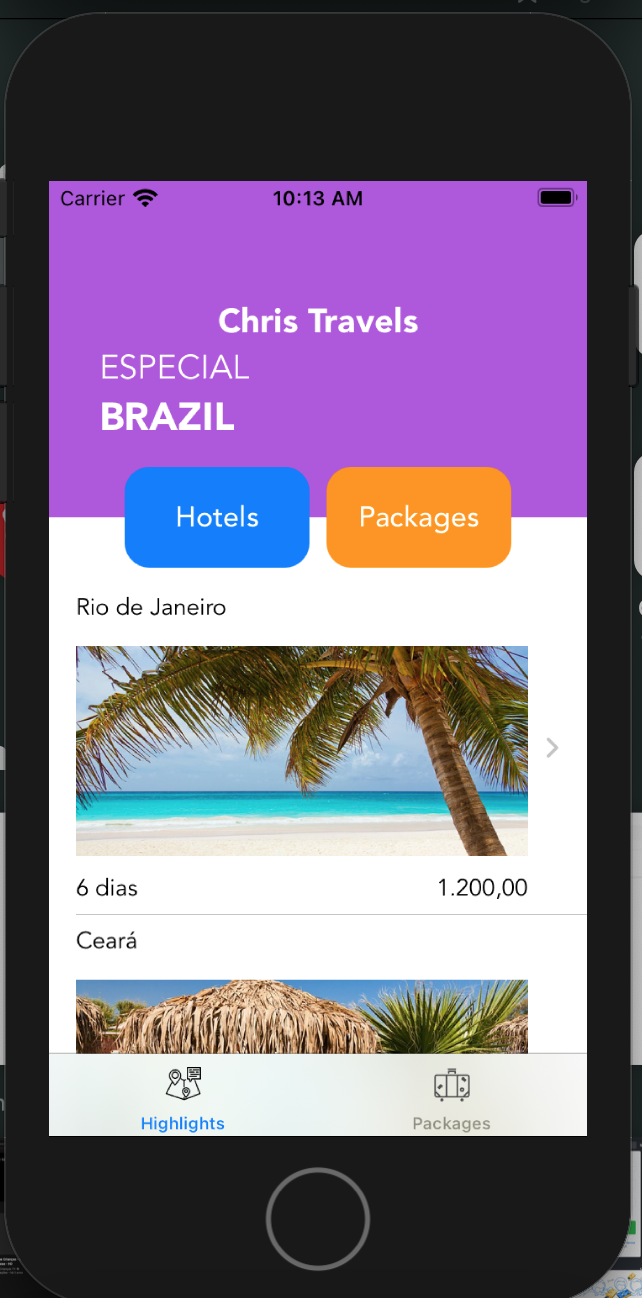 Carrier 10:13 AM
Chris Travels
ESPECIAL
BRAZIL
Hotels Packages
Rio de Janeiro
6 dias 1.200,00
Ceará
Highlights Packages